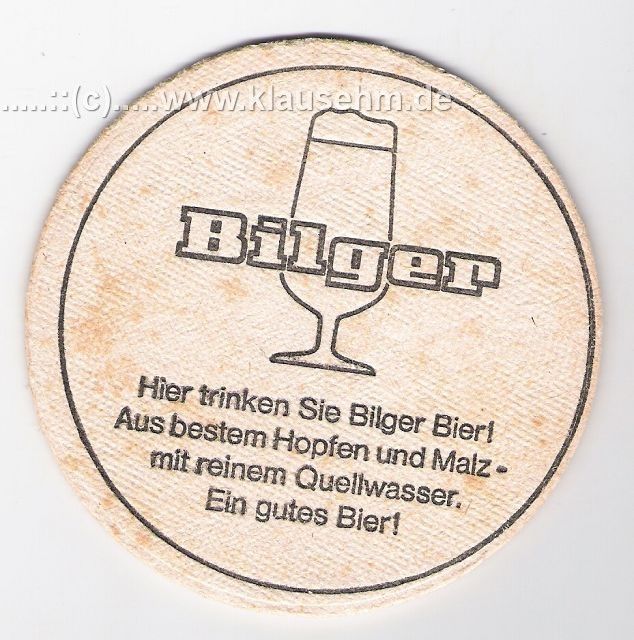 .....::(c).....www.klausehm.de
Bilger
Hier trinken Sie Bilger Bier!
Aus bestem Hopfen und Malz -
mit reinem Quellwasser.
Ein gutes Bier!